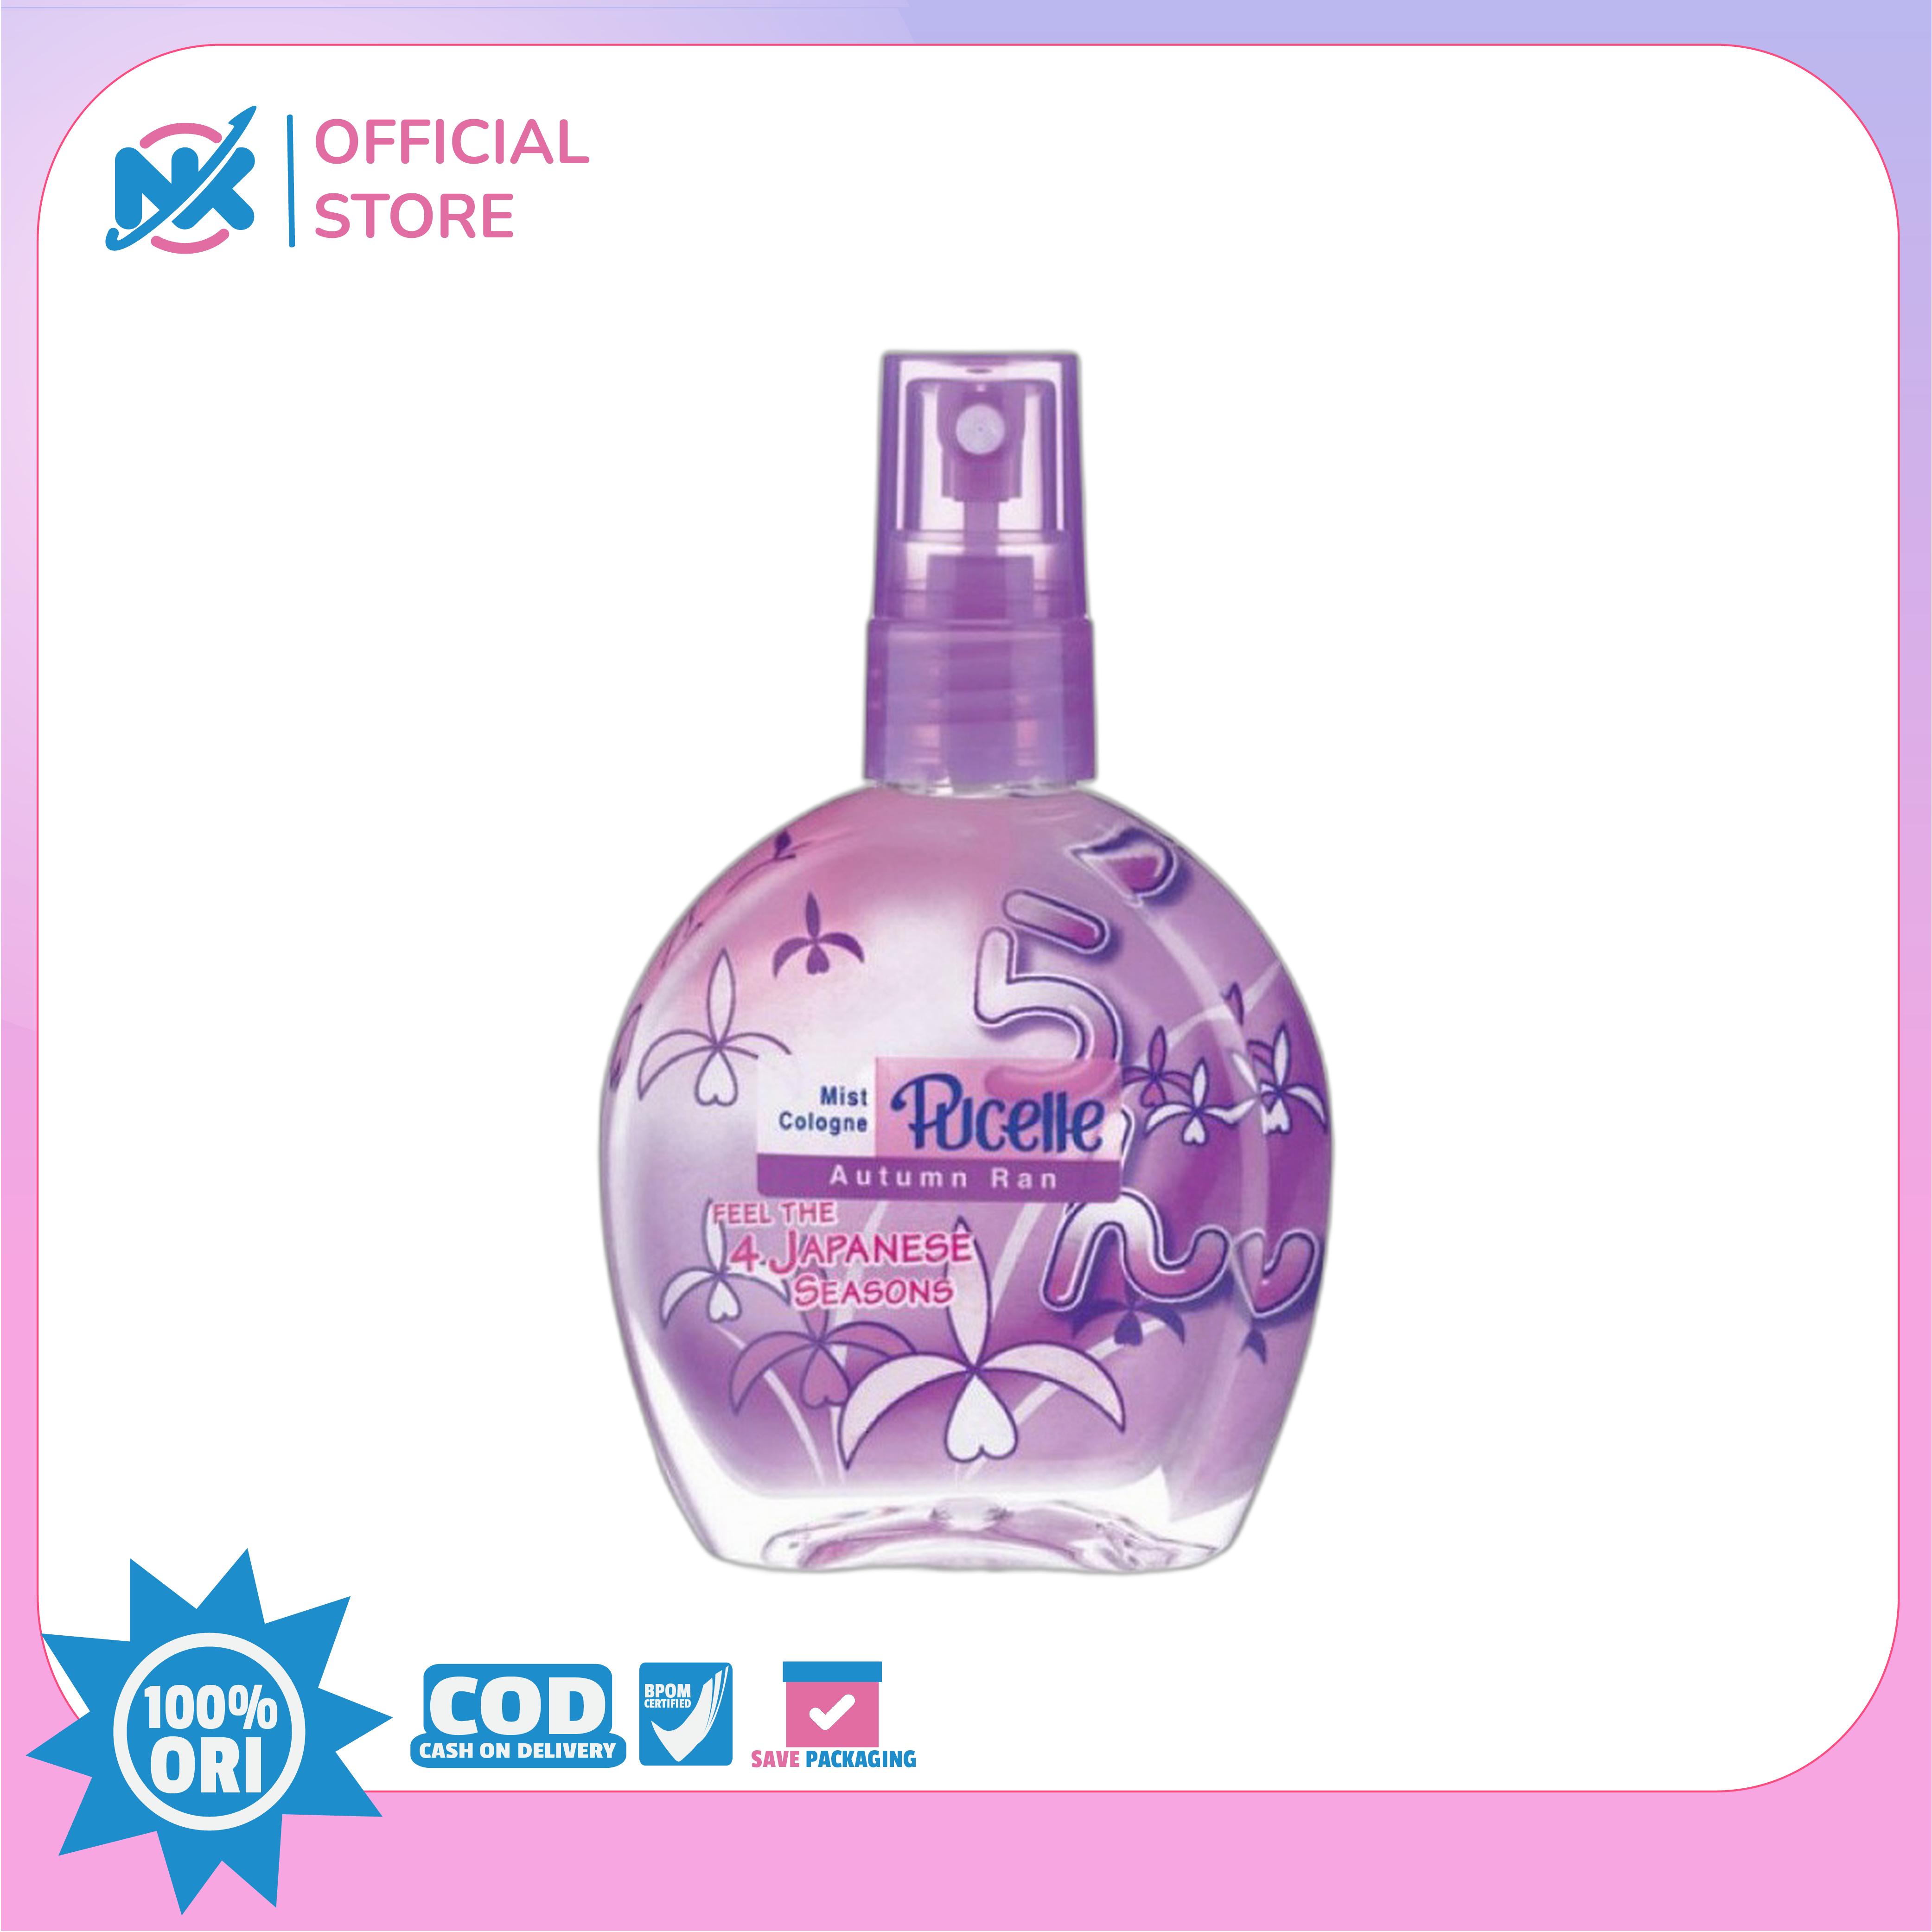 NK
OFFICIAL
STORE
Mist
Cologne
Pucelle
Autumn Ran
FEEL THE
4 JAPANESE
SEASONS
100%
ORI
COD
CASH ON DELIVERY
BPOM
CERTIFIED
SAVE PACKAGING